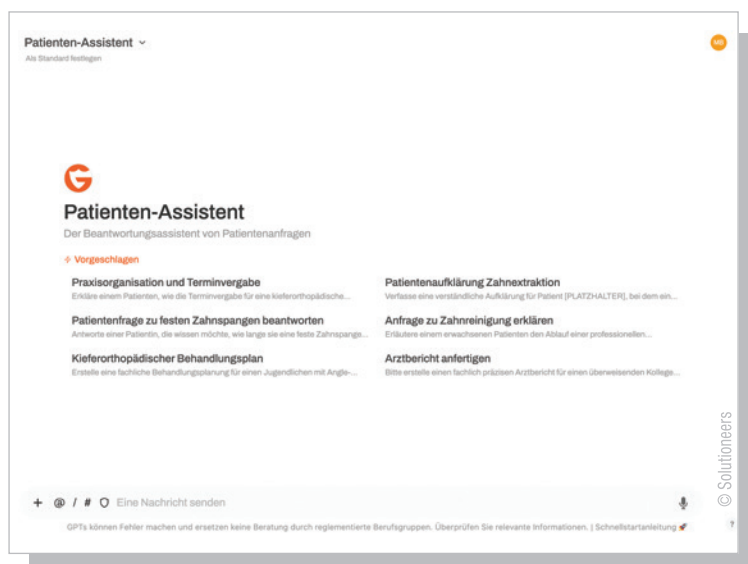 Patienten-Assistent
Als Standard festlegen
MB
Patienten-Assistent
Der Beantwortungsassistent von Patientenanfragen
Vorgeschlagen
Praxisorganisation und Terminvergabe
Erkläre einem Patienten, wie die Terminvergabe für eine kieferorthopädische...
Patientenaufklärung Zahnextraktion
Verfasse eine verständliche Aufklärung für Patient [PLATZHALTER], bei dem ein...
Patientenfrage zu festen Zahnspangen beantworten
Antworte einer Patientin, die wissen möchte, wie lange sie eine feste Zahnspange...
Anfrage zu Zahnreinigung erklären
Erläutere einem erwachsenen Patienten den Ablauf einer professionellen...
Kieferorthopädischer Behandlungsplan
Erstelle eine fachliche Behandlungsplanung für einen Jugendlichen mit Angle-...
Arztbericht anfertigen
Bitte erstelle einen fachlich präzisen Arztbericht für einen überweisenden Kollege...
@ / # Eine Nachricht senden
GPTs können Fehler machen und ersetzen keine Beratung durch reglementierte Berufsgruppen. Überprüfen Sie relevante Informationen. | Schnellstartanleitung 🚀
?
© Solutioneers